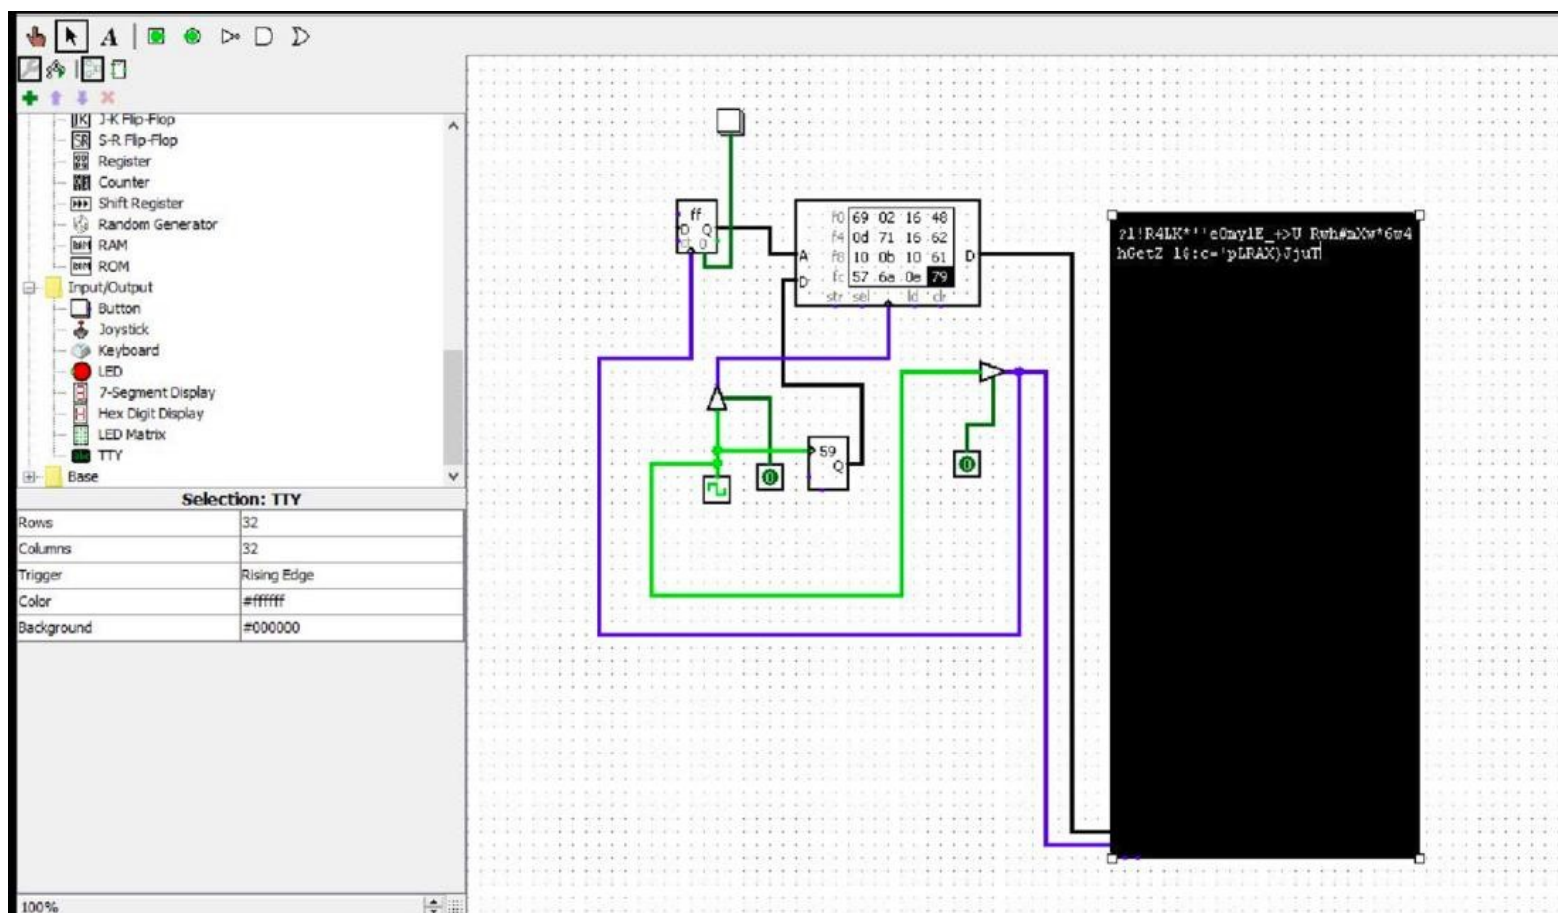 A
J-K Flip-Flop
S-R Flip-Flop
Register
Counter
Shift Register
Random Generator
RAM
ROM
Input/Output
Button
Joystick
Keyboard
LED
7-Segment Display
Hex Digit Display
LED Matrix
TTY
Base
Selection: TTY
Rows 32
Columns 32
Trigger Rising Edge
Color #ffffff
Background #000000
100%
ff
D Q
0
A
D
f0 69 02 16 48
f4 0d 71 16 62
f8 10 0b 10 61
fc 57 6a 0e 79
D
str sel ld clr
59
Q
0
0